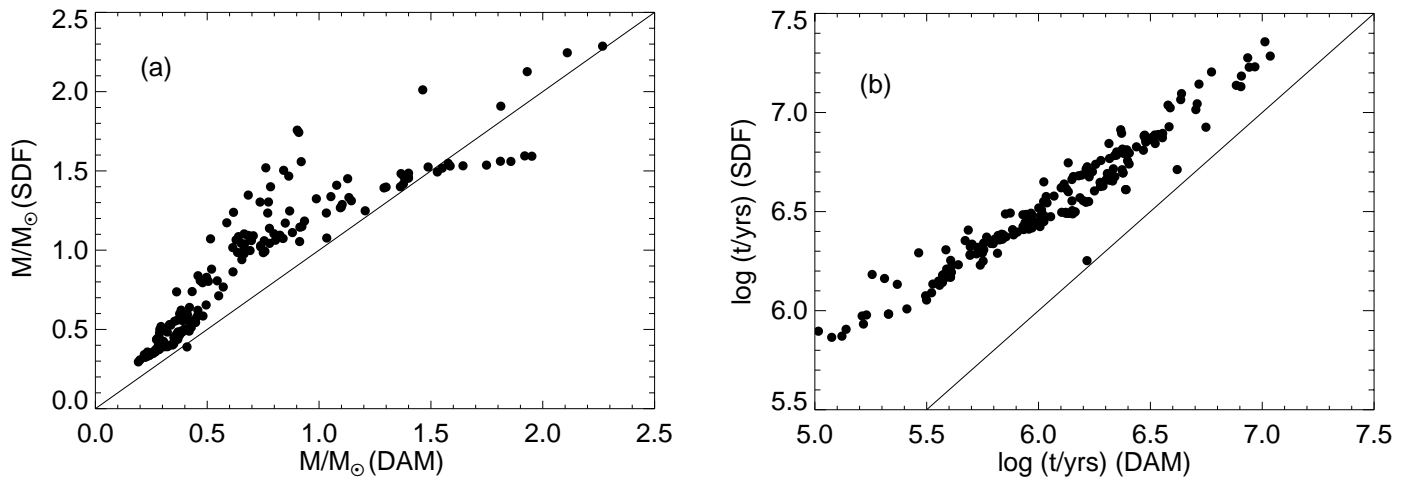 2.5
2.0
1.5
1.0
0.5
0.0
M/M☉ (SDF)
(a)
0.0 0.5 1.0 1.5 2.0 2.5
M/M☉ (DAM)
7.5
7.0
6.5
6.0
5.5
log (t/yrs) (SDF)
(b)
5.0 5.5 6.0 6.5 7.0 7.5
log (t/yrs) (DAM)